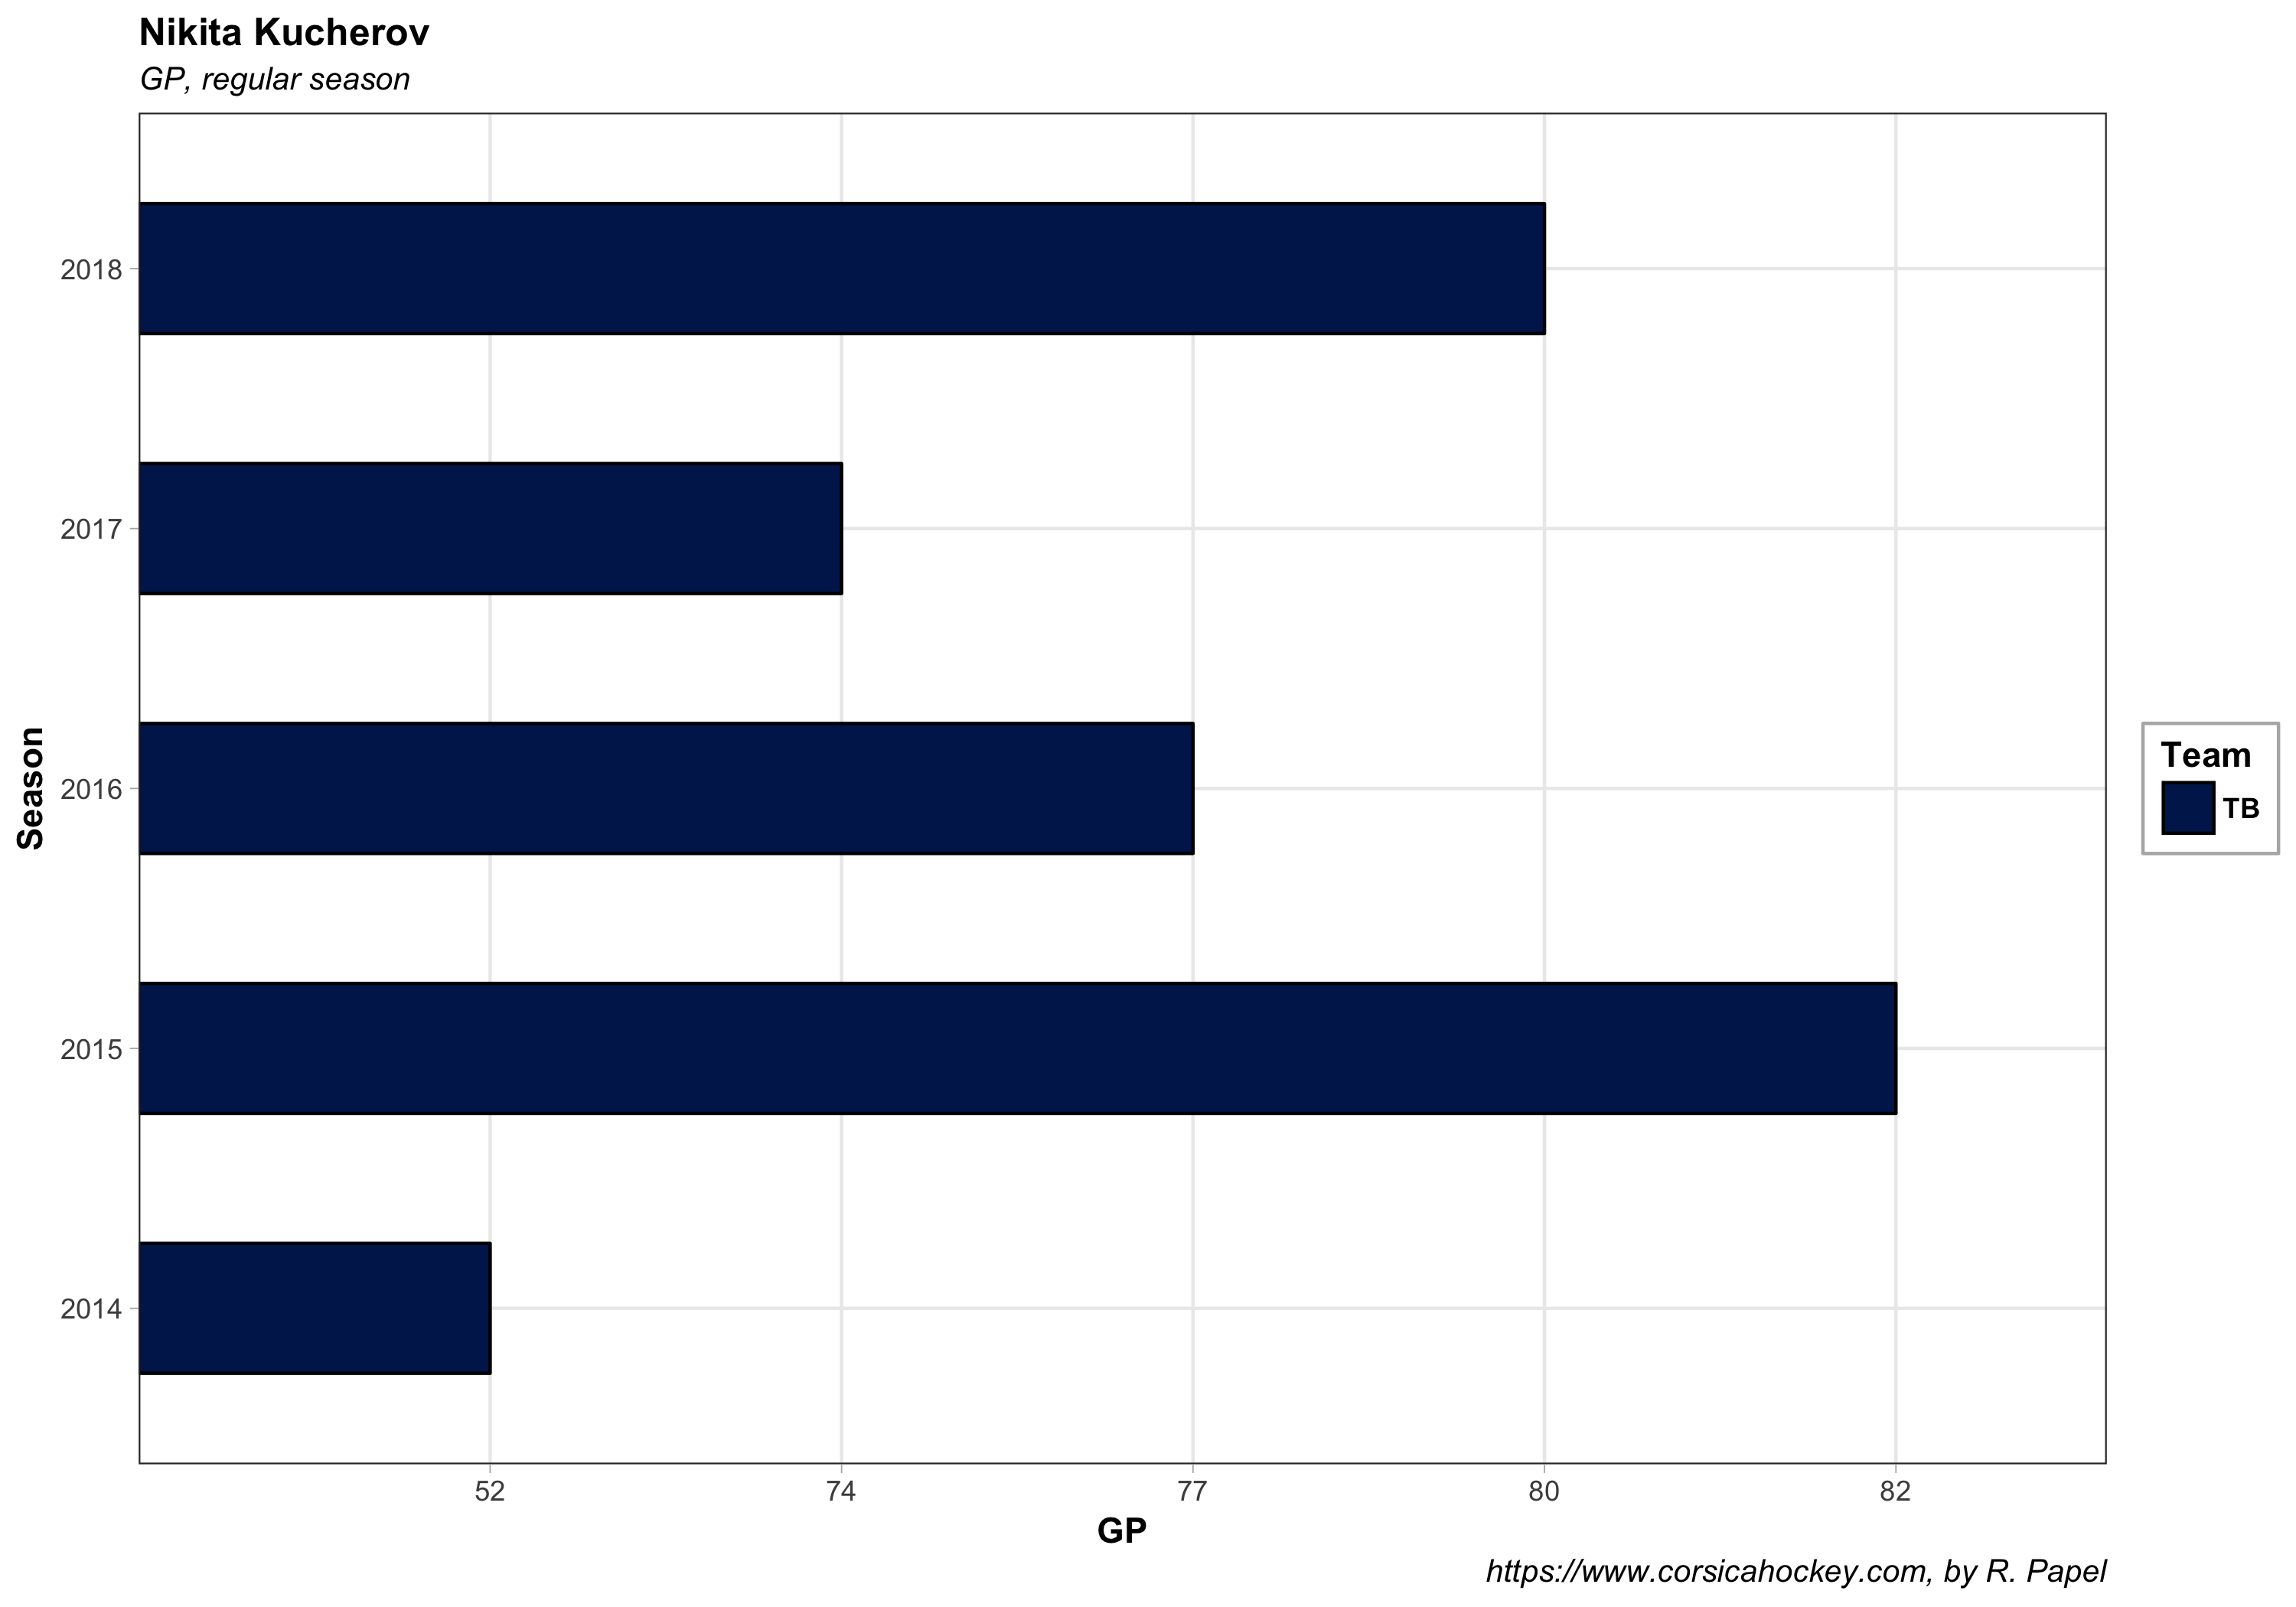 Nikita Kucherov
GP, regular season
Season
2018
2017
2016
2015
2014
52 74 77 80 82
GP
Team
TB
https://www.corsicahockey.com, by R. Papel